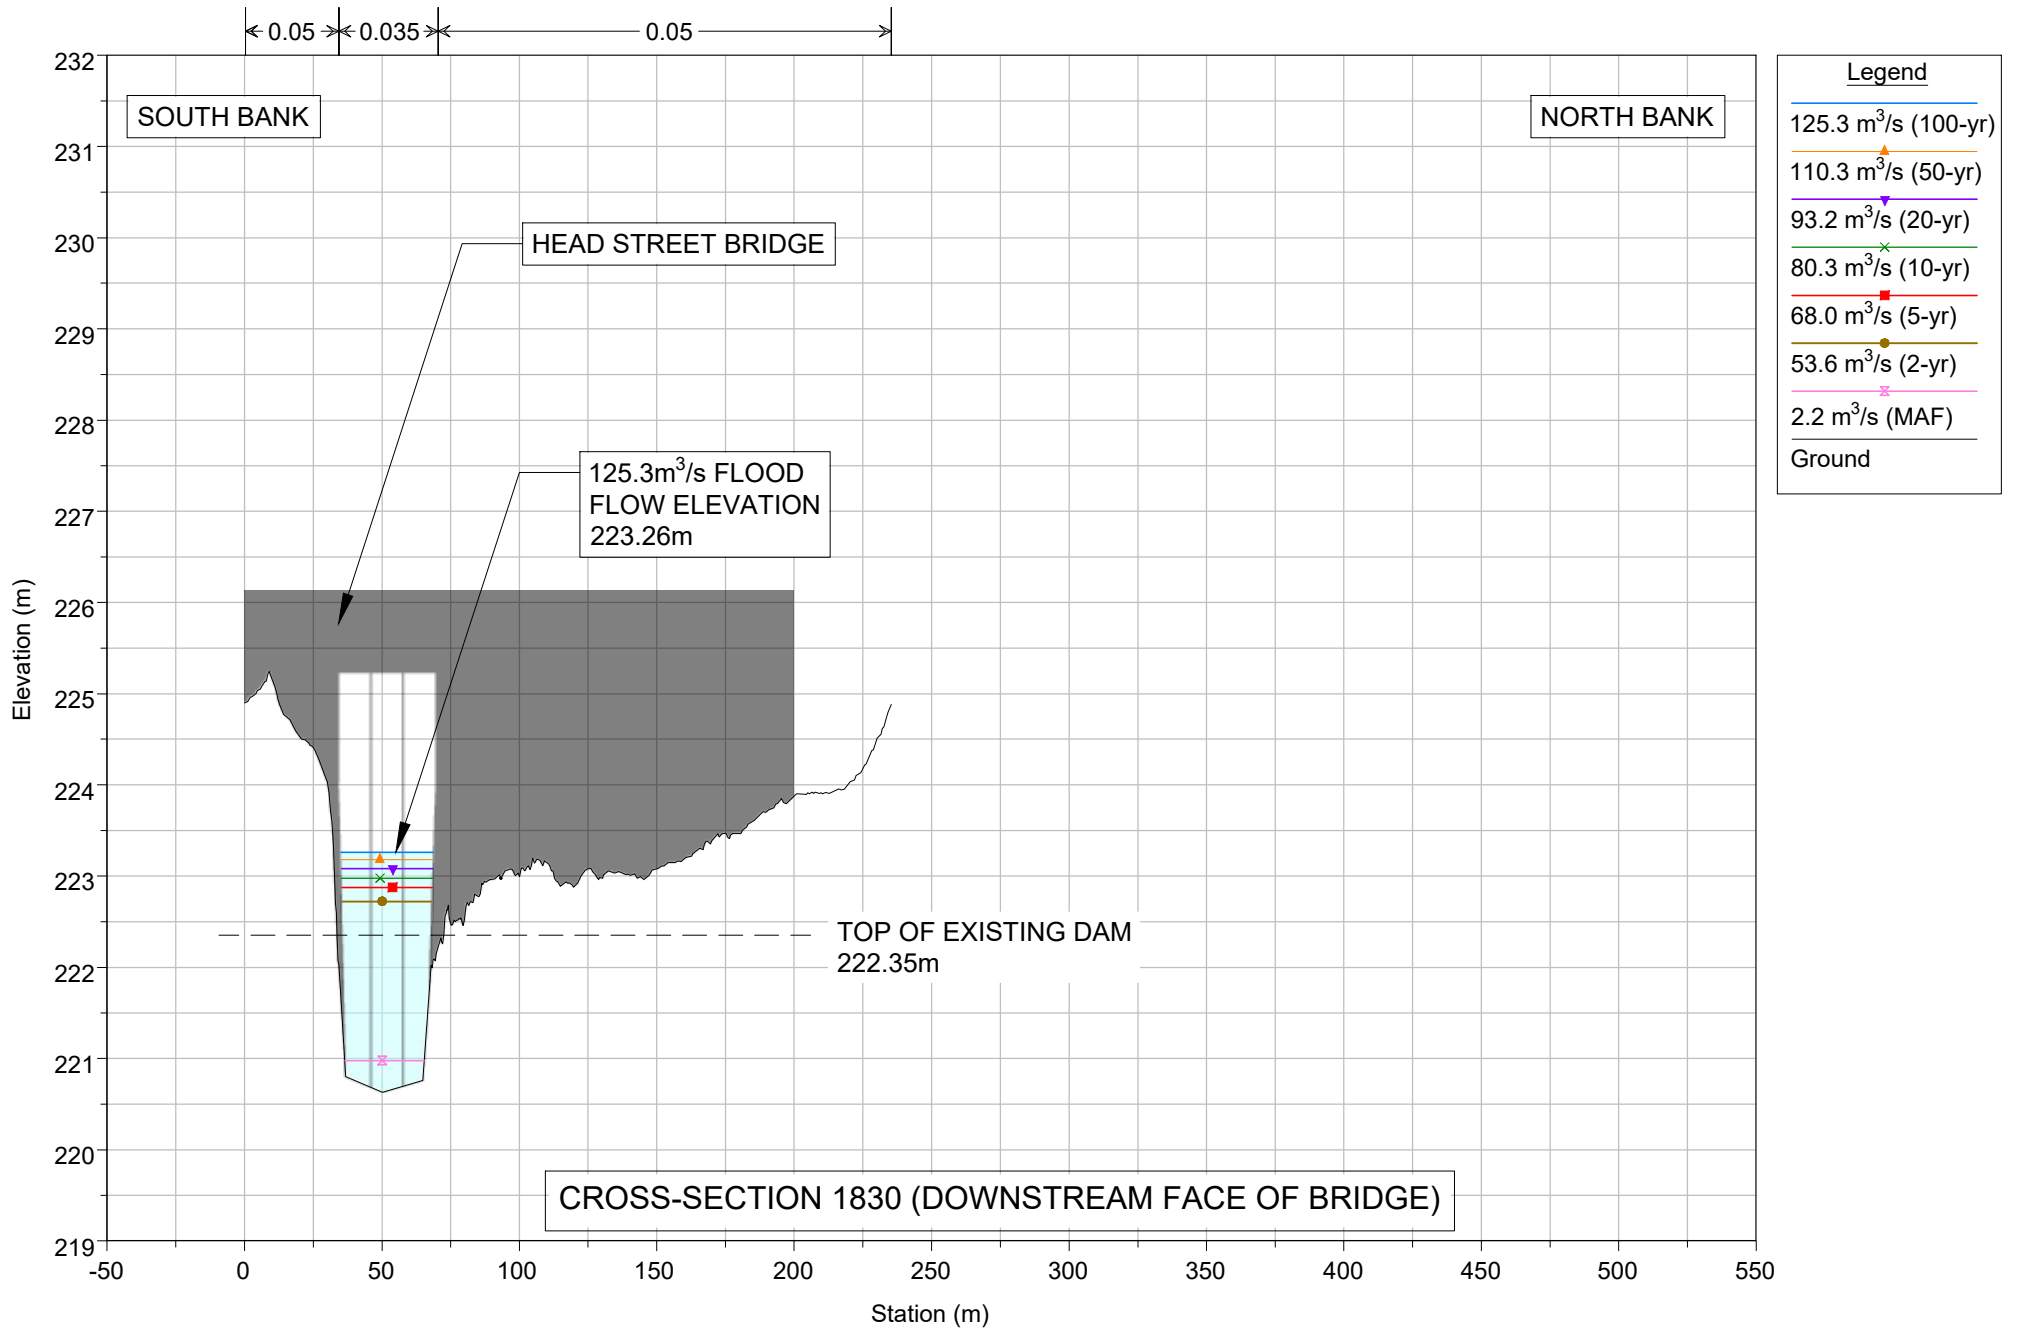 0.05
0.035
0.05
232
231
230
229
228
227
226
225
224
223
222
221
220
219
Elevation (m)
SOUTH BANK
NORTH BANK
HEAD STREET BRIDGE
125.3m³/s FLOOD
FLOW ELEVATION
223.26m
TOP OF EXISTING DAM
222.35m
CROSS-SECTION 1830 (DOWNSTREAM FACE OF BRIDGE)
-50
0
50
100
150
200
250
300
350
400
450
500
550
Station (m)
Legend
125.3 m³/s (100-yr)
110.3 m³/s (50-yr)
93.2 m³/s (20-yr)
80.3 m³/s (10-yr)
68.0 m³/s (5-yr)
53.6 m³/s (2-yr)
2.2 m³/s (MAF)
Ground